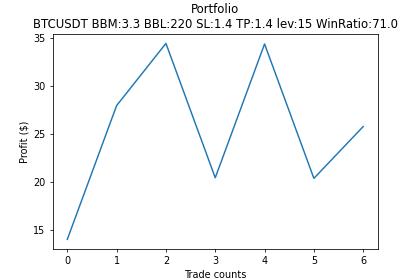 Portfolio
BTCUSDT BBM:3.3 BBL:220 SL:1.4 TP:1.4 lev:15 WinRatio:71.0
35
30
25
20
15
Profit ($)
0 1 2 3 4 5 6
Trade counts